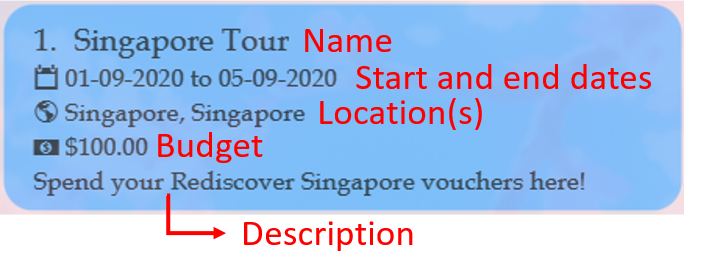 1. Singapore Tour Name
01-09-2020 to 05-09-2020 Start and end dates
Singapore, Singapore Location(s)
$100.00 Budget
Spend your Rediscover Singapore vouchers here!
Description